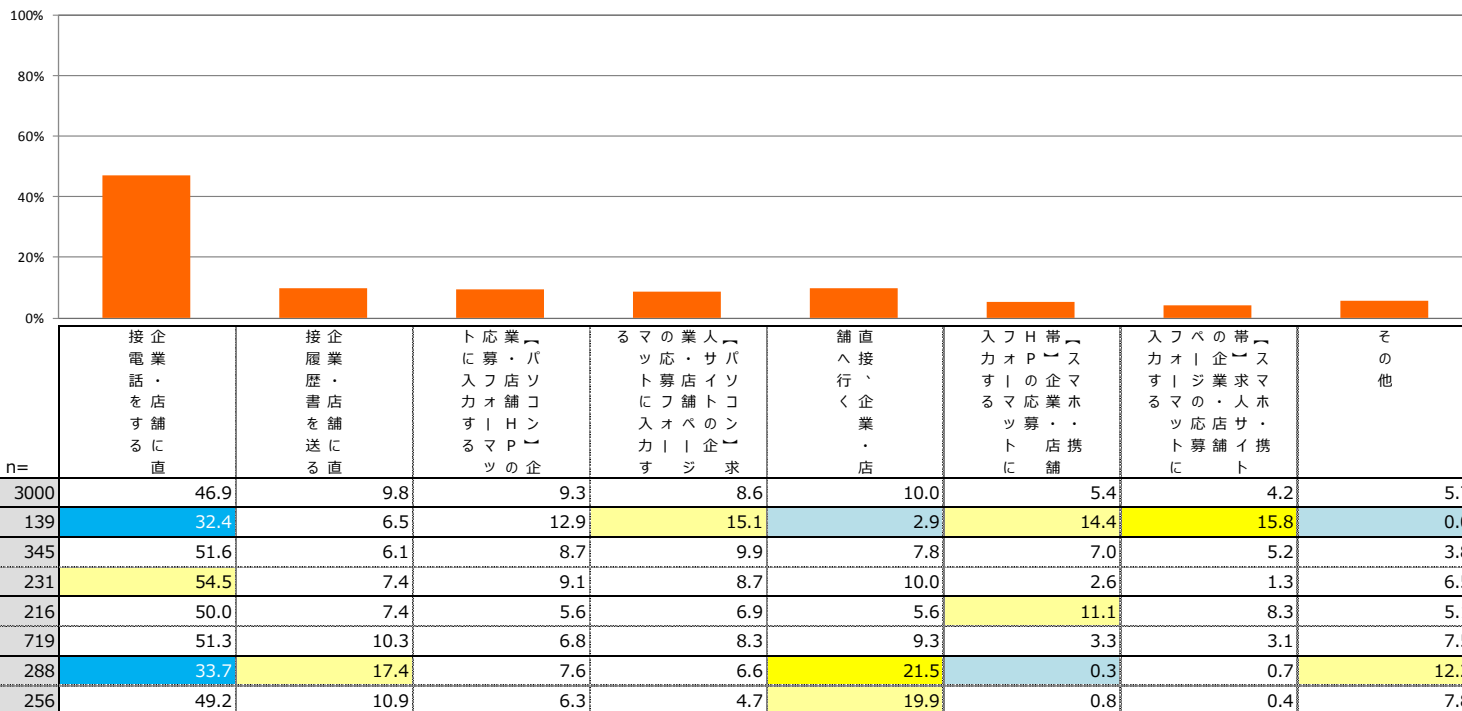 100%
80%
60%
40%
20%
0%
企業・店舗に直
接電話をする
企業・店舗に直
接履歴書を送る
【パソコン】企
業・店舗HPの
応募フォーマッ
トに入力する
【パソコン】求
人サイトの企
業・店舗ページ
の応募フォー
マットに入力す
る
直接、企業・店
舗へ行く
【スマホ・携
帯】企業・店舗
HPの応募
フォーマットに
入力する
【スマホ・携
帯】求人サイト
の企業・店舗
ページの応募
フォーマットに
入力する
その他
n=
3000 46.9 9.8 9.3 8.6 10.0 5.4 4.2
139 32.4 6.5 12.9 15.1 2.9 14.4 15.8
345 51.6 6.1 8.7 9.9 7.8 7.0 5.2
231 54.5 7.4 9.1 8.7 10.0 2.6 1.3
216 50.0 7.4 5.6 6.9 5.6 11.1 8.3
719 51.3 10.3 6.8 8.3 9.3 3.3 3.1
288 33.7 17.4 7.6 6.6 21.5 0.3 0.7
256 49.2 10.9 6.3 4.7 19.9 0.8 0.4